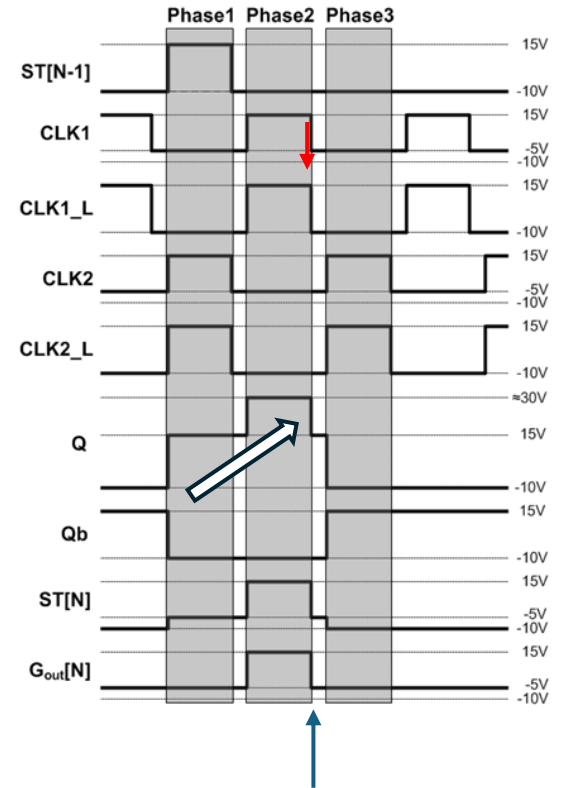 Phase1 Phase2 Phase3
15V
ST[N-1]
-10V
15V
CLK1
-5V
-10V
15V
CLK1_L
-10V
15V
CLK2
-5V
-10V
15V
CLK2_L
-10V
≈30V
Q
15V
-10V
15V
Qb
-10V
15V
ST[N]
-5V
-10V
15V
Gout[N]
-5V
-10V